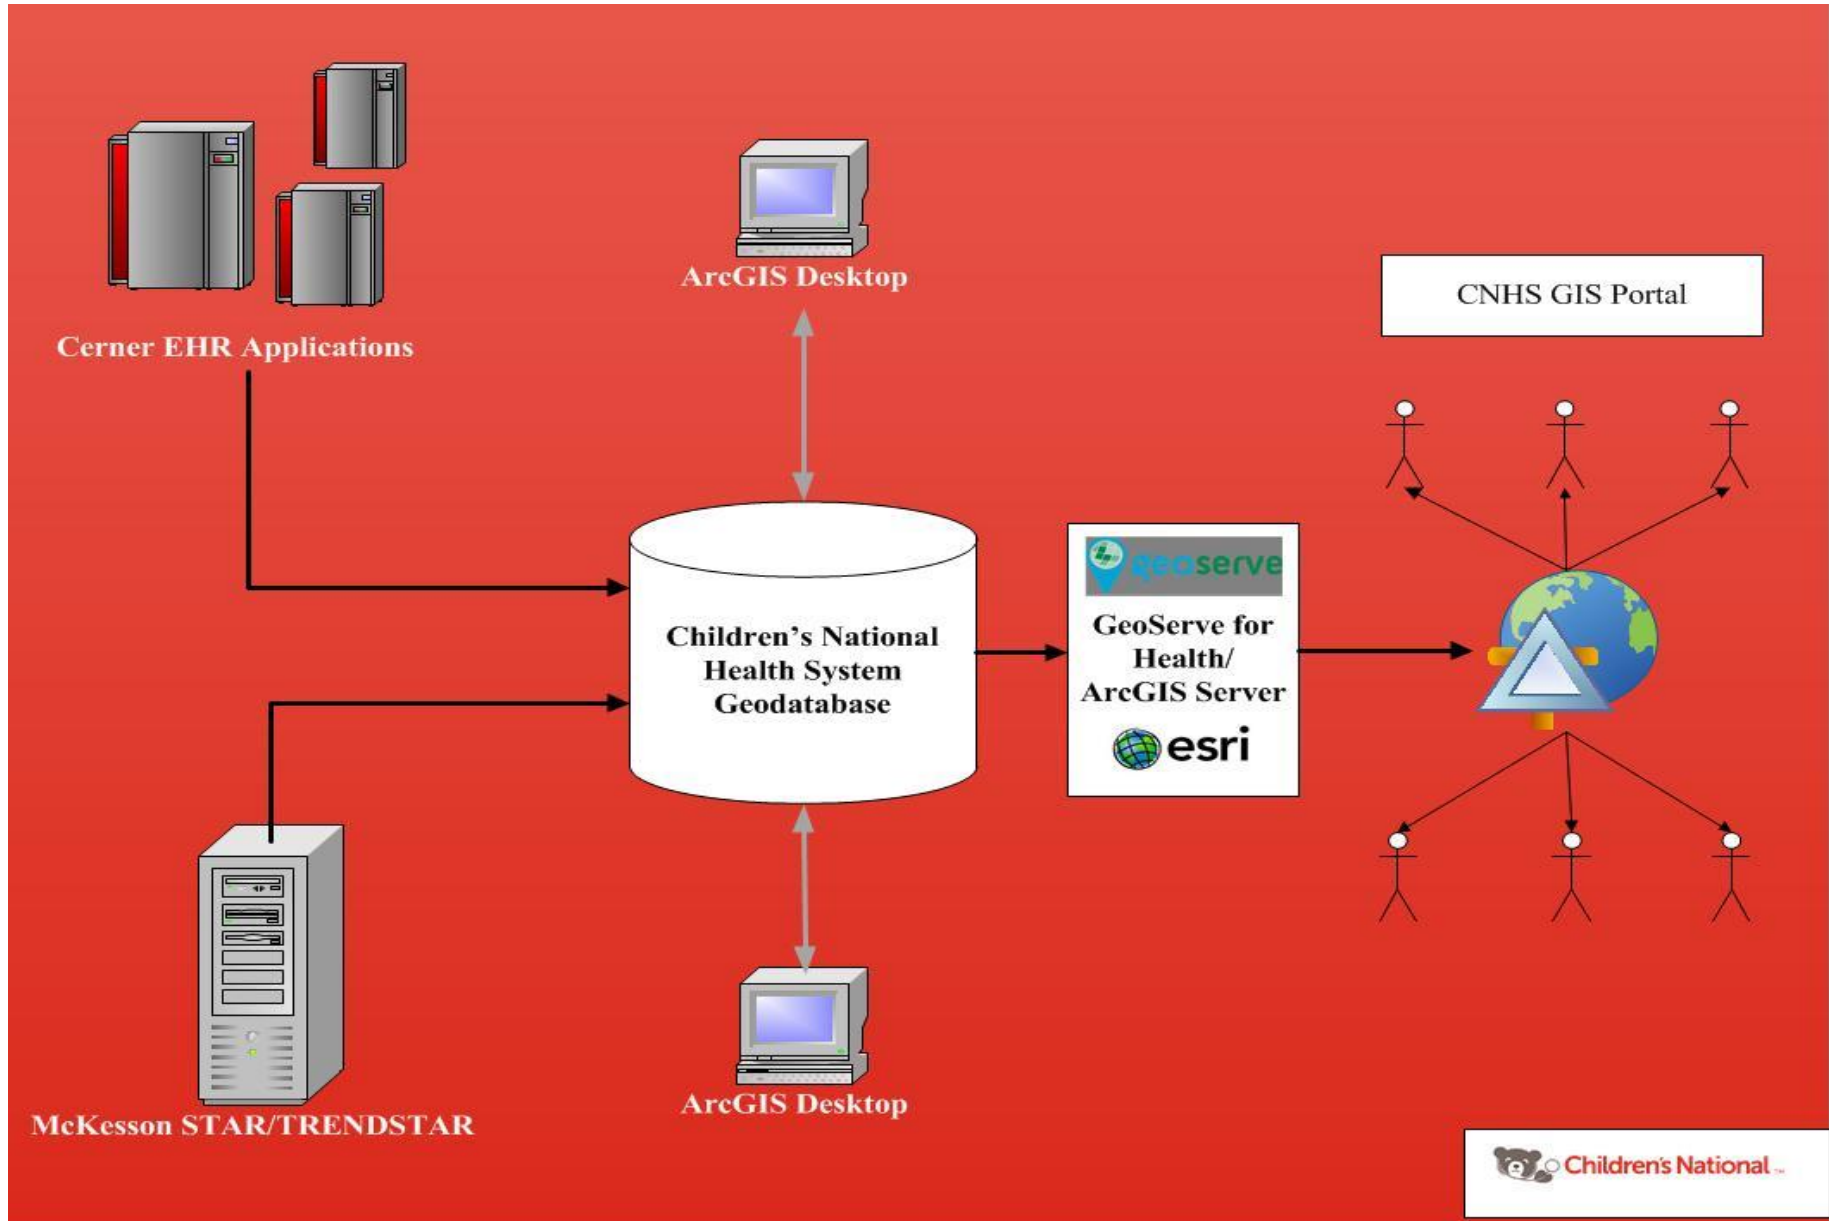 ArcGIS Desktop
Cerner EHR Applications
CNHS GIS Portal
Children’s National
Health System
Geodatabase
geoserve
GeoServe for
Health/
ArcGIS Server
esri
McKesson STAR/TRENDSTAR
ArcGIS Desktop
Children's National